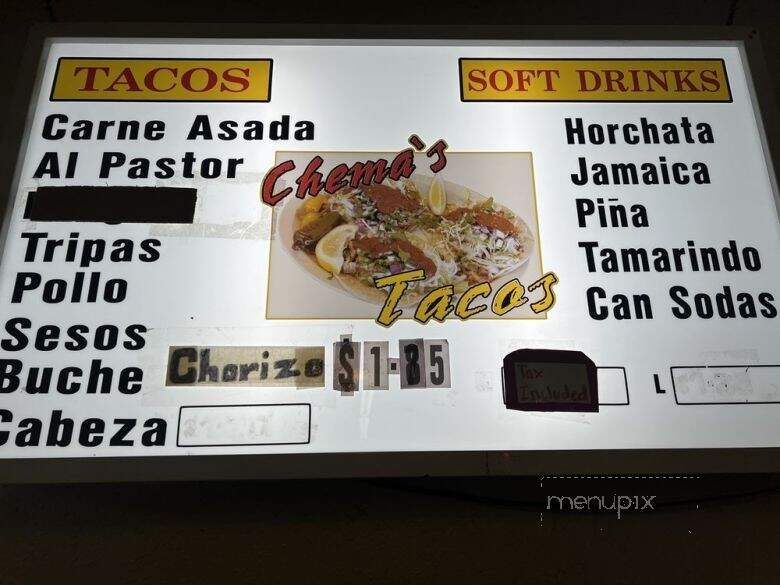 TACOS
Carne Asada
Al Pastor
Tripas
Pollo
Sesos
Buche
Cabeza
Chorizo $1.85
Chema's
Tacos
SOFT DRINKS
Horchata
Jamaica
Piña
Tamarindo
Can Sodas
Tax
Included
L
menupix